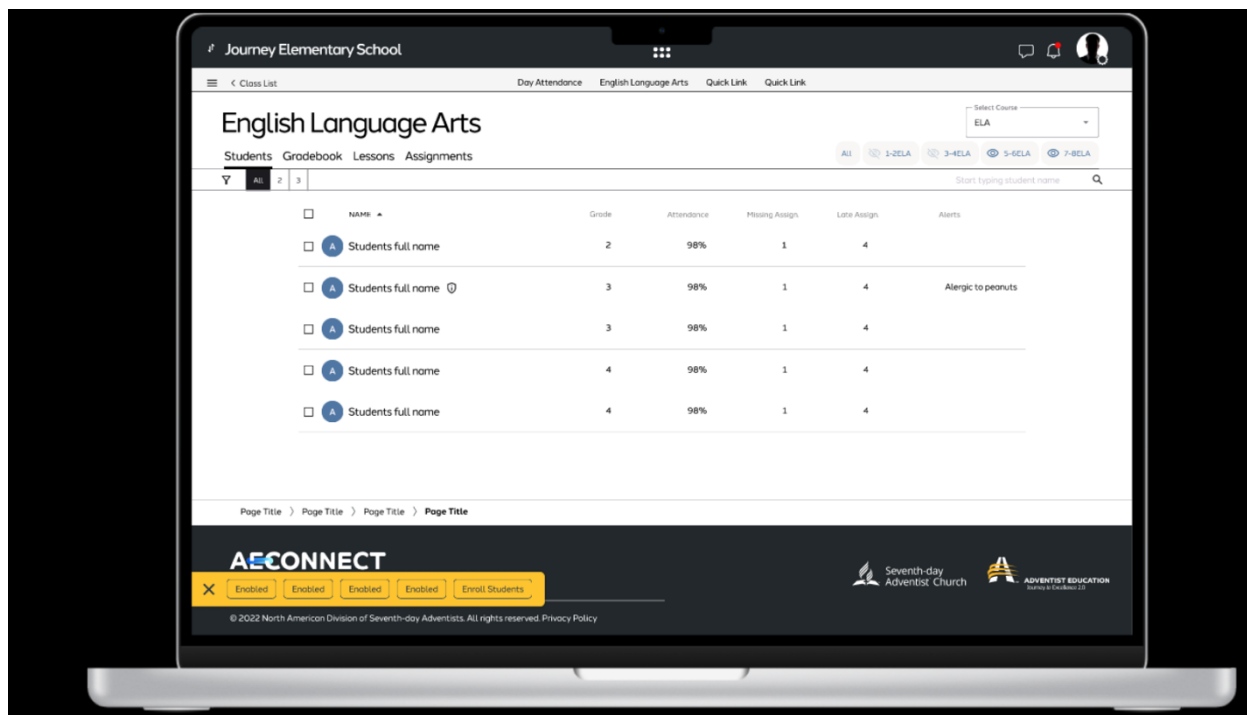 Journey Elementary School
< Class List Day Attendance English Language Arts Quick Link Quick Link
Select Course
English Language Arts ELA
Students Gradebook Lessons Assignments All 1-2ELA 3-4ELA 5-6ELA 7-8ELA
All 2 3 Start typing student name
NAME Grade Attendance Missing Assign. Late Assign. Alerts
A Students full name 2 98% 1 4
A Students full name 3 98% 1 4 Alergic to peanuts
A Students full name 3 98% 1 4
A Students full name 4 98% 1 4
A Students full name 4 98% 1 4
Page Title 〉 Page Title 〉 Page Title 〉 Page Title
AECONNECT
Seventh-day
Adventist Church
ADVENTIST EDUCATION
Journey to Excellence 2.0
Enabled Enabled Enabled Enabled Enroll Students
© 2022 North American Division of Seventh-day Adventists. All rights reserved. Privacy Policy